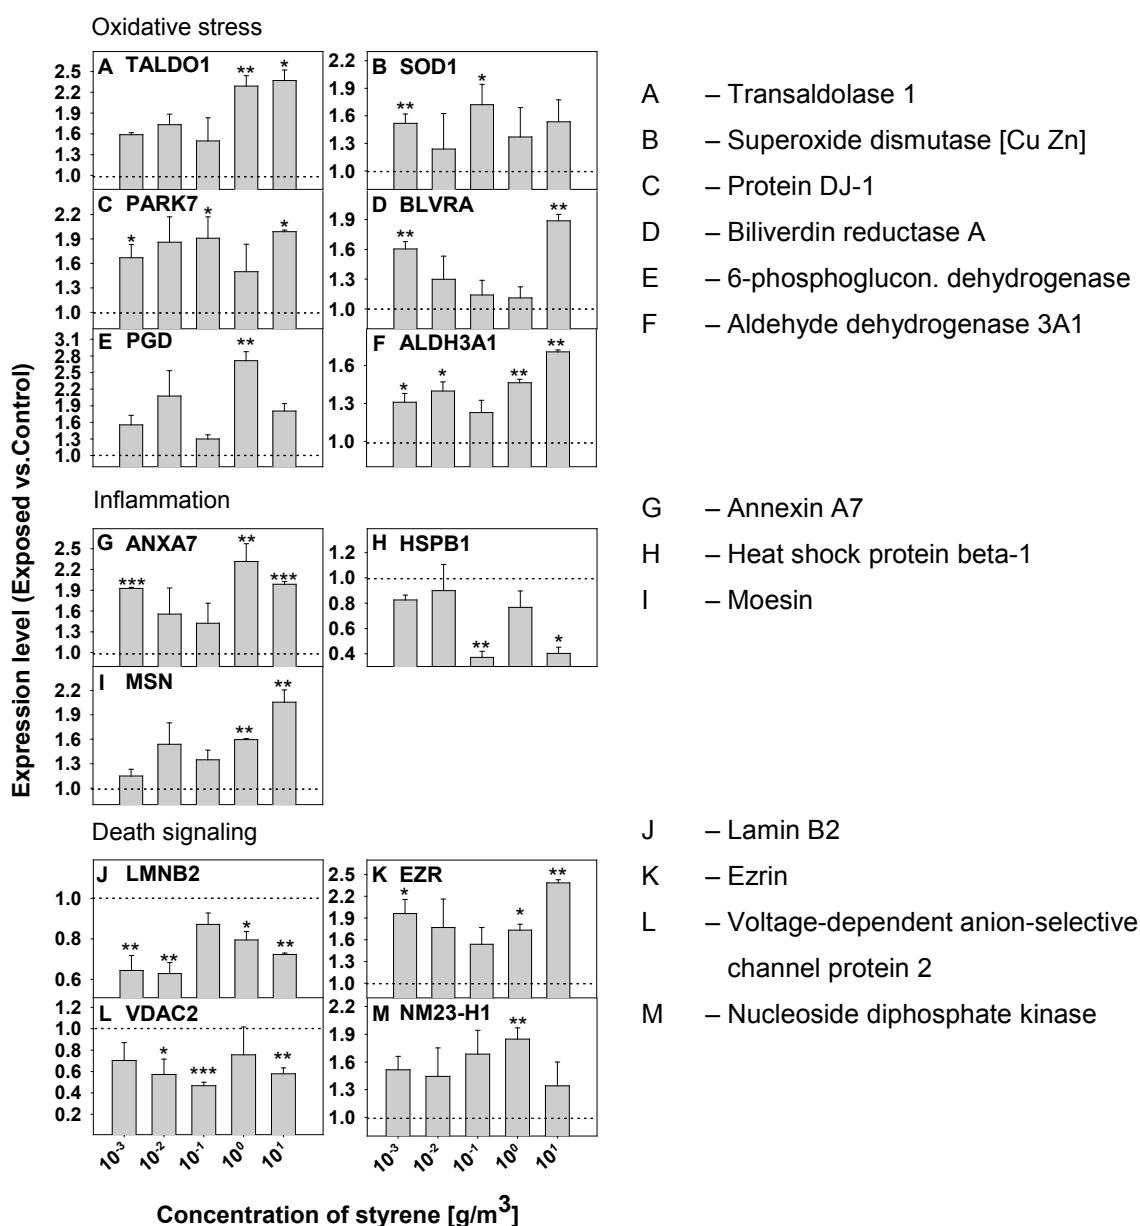 Oxidative stress
A TALDO1
2.5
2.2
1.9
1.6
1.3
1.0
** *
B SOD1
2.2
1.9
1.6
1.3
1.0
** *
C PARK7
2.2
1.9
1.6
1.3
1.0
* * *
D BLVRA
1.9
1.6
1.3
1.0
** **
E PGD
3.1
2.8
2.5
2.2
1.9
1.6
1.3
1.0
**
F ALDH3A1
1.6
1.3
1.0
* * ** **
A – Transaldolase 1
B – Superoxide dismutase [Cu Zn]
C – Protein DJ-1
D – Biliverdin reductase A
E – 6-phosphoglucon. dehydrogenase
F – Aldehyde dehydrogenase 3A1
Expression level (Exposed vs.Control)
Inflammation
G ANXA7
2.5
2.2
1.9
1.6
1.3
1.0
*** ** ***
H HSPB1
1.2
1.0
0.8
0.6
0.4
** *
I MSN
2.2
1.9
1.6
1.3
1.0
** **
G – Annexin A7
H – Heat shock protein beta-1
I – Moesin
Death signaling
J LMNB2
1.0
0.8
0.6
** ** * **
K EZR
2.5
2.2
1.9
1.6
1.3
1.0
* * **
L VDAC2
1.2
1.0
0.8
0.6
0.4
0.2
* *** **
M NM23-H1
2.2
1.9
1.6
1.3
1.0
**
J – Lamin B2
K – Ezrin
L – Voltage-dependent anion-selective
channel protein 2
M – Nucleoside diphosphate kinase
10⁻³ 10⁻² 10⁻¹ 10⁰ 10¹
10⁻³ 10⁻² 10⁻¹ 10⁰ 10¹
Concentration of styrene [g/m³]